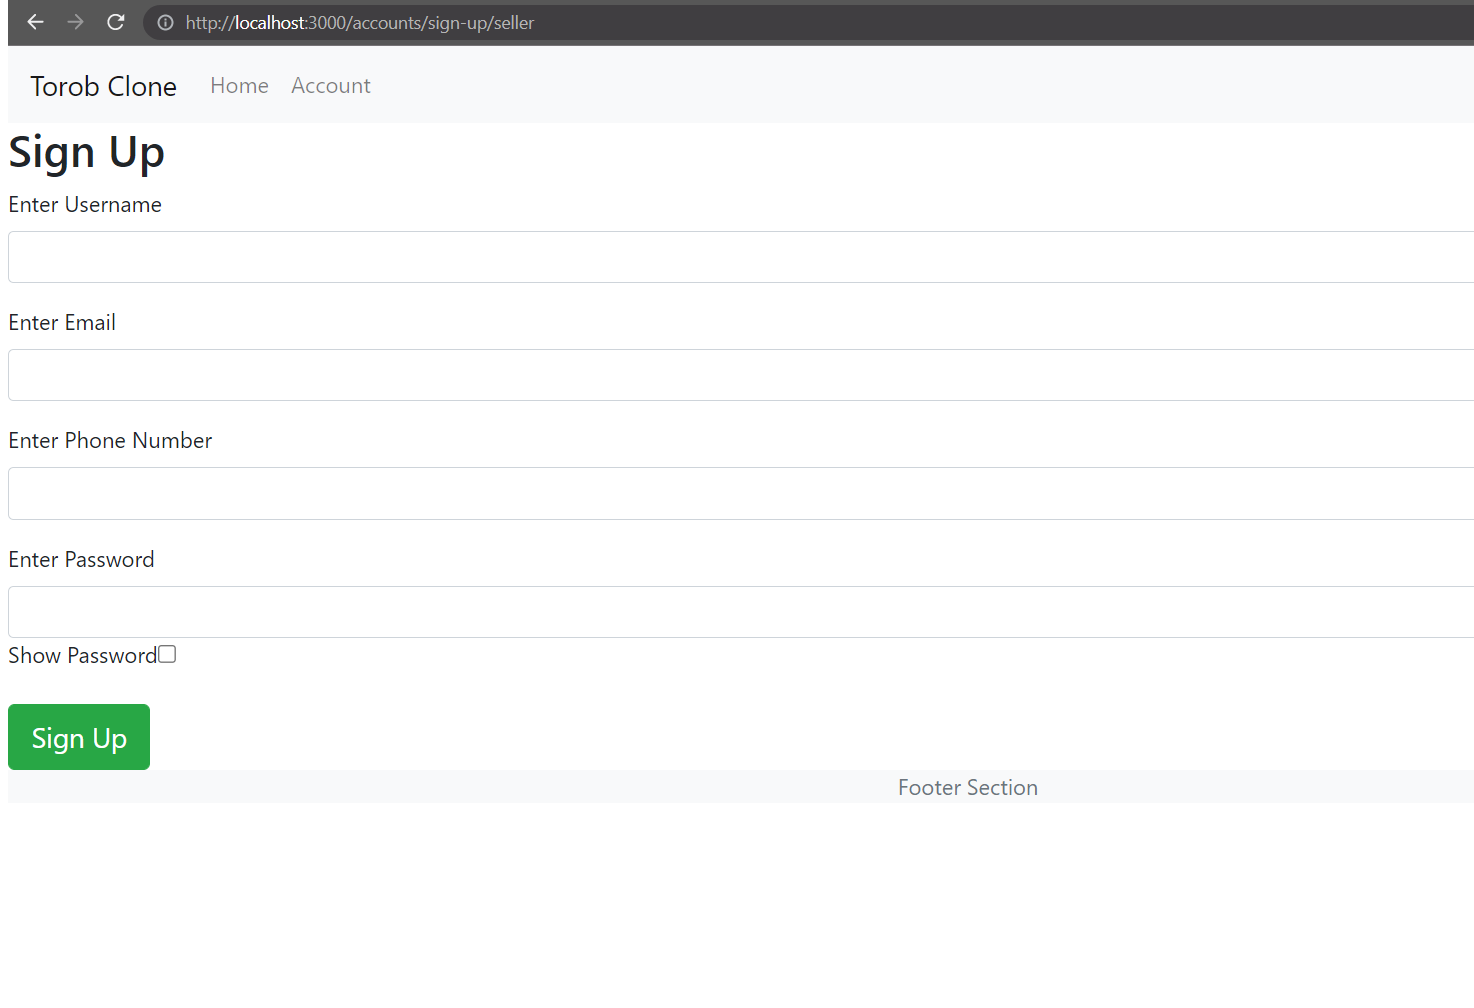 http://localhost:3000/accounts/sign-up/seller
Torob Clone Home Account
Sign Up
Enter Username
Enter Email
Enter Phone Number
Enter Password
Show Password
Sign Up
Footer Section